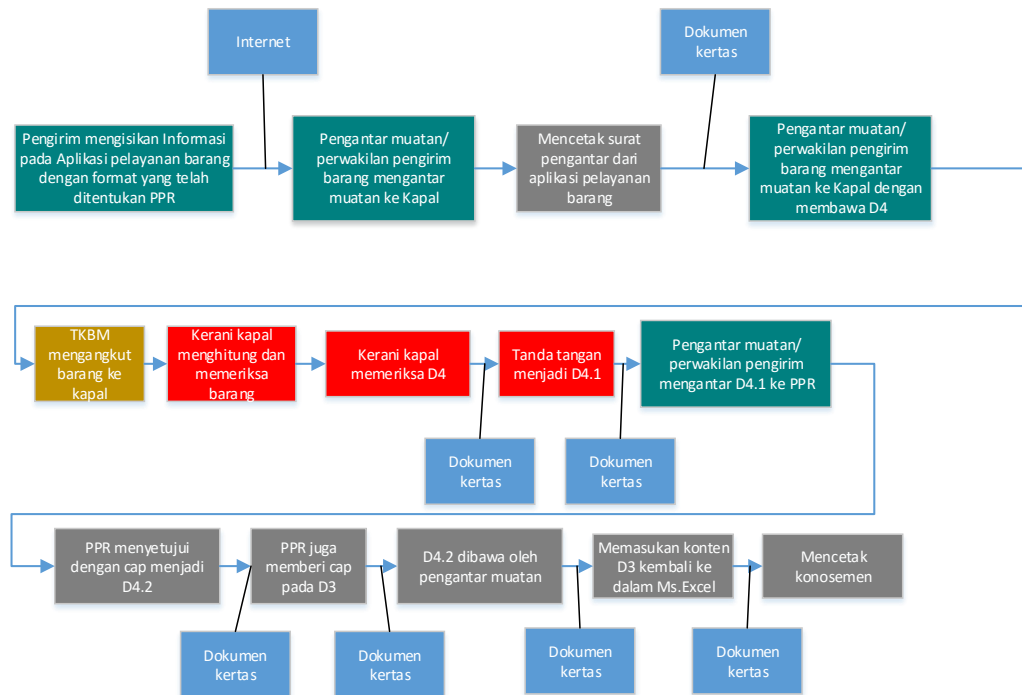 Internet
Dokumen
kertas
Pengirim mengisikan Informasi
pada Aplikasi pelayanan barang
dengan format yang telah
ditentukan PPR
Pengantar muatan/
perwakilan pengirim
barang mengantar
muatan ke Kapal
Mencetak surat
pengantar dari
aplikasi pelayanan
barang
Pengantar muatan/
perwakilan pengirim
barang mengantar
muatan ke Kapal dengan
membawa D4
TKBM
mengangkut
barang ke
kapal
Kerani kapal
menghitung dan
memeriksa
barang
Kerani kapal
memeriksa D4
Tanda tangan
menjadi D4.1
Pengantar muatan/
perwakilan pengirim
mengantar D4.1 ke PPR
Dokumen
kertas
Dokumen
kertas
PPR menyetujui
dengan cap menjadi
D4.2
PPR juga
memberi cap
pada D3
D4.2 dibawa oleh
pengantar muatan
Memasukan konten
D3 kembali ke
dalam Ms.Excel
Mencetak
konosemen
Dokumen
kertas
Dokumen
kertas
Dokumen
kertas
Dokumen
kertas